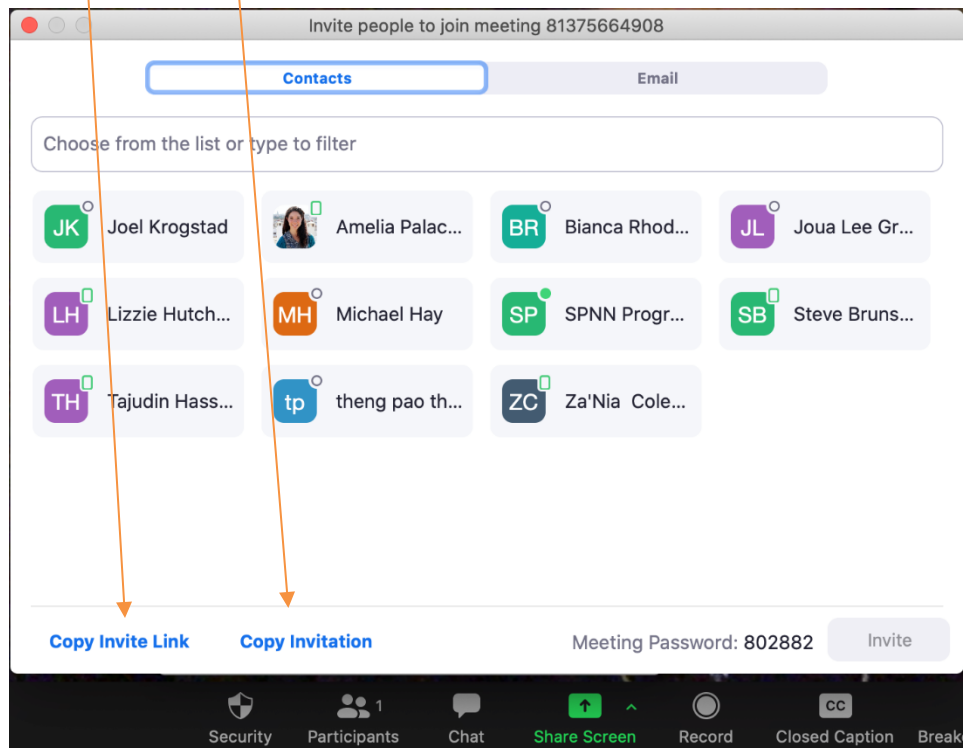 Invite people to join meeting 81375664908
Contacts Email
Choose from the list or type to filter
JK Joel Krogstad Amelia Palac... BR Bianca Rhod... JL Joua Lee Gr...
LH Lizzie Hutch... MH Michael Hay SP SPNN Progr... SB Steve Bruns...
TH Tajudin Hass... tp theng pao th... ZC Za'Nia Cole...
Copy Invite Link Copy Invitation Meeting Password: 802882 Invite
1 CC
Security Participants Chat Share Screen Record Closed Caption Break